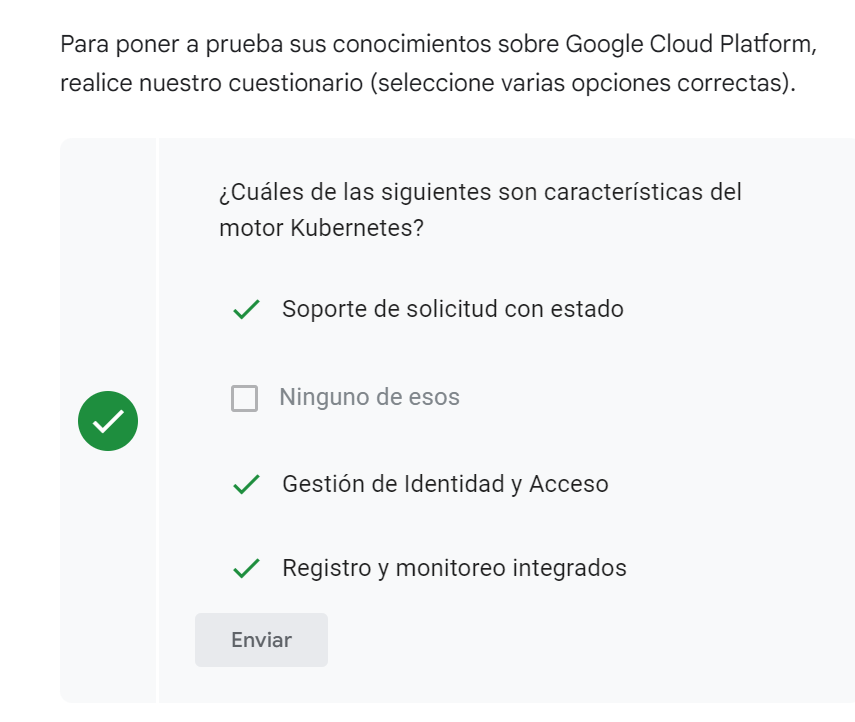 Para poner a prueba sus conocimientos sobre Google Cloud Platform,
realice nuestro cuestionario (seleccione varias opciones correctas).
¿Cuáles de las siguientes son características del
motor Kubernetes?
Soporte de solicitud con estado
Ninguno de esos
Gestión de Identidad y Acceso
Registro y monitoreo integrados
Enviar